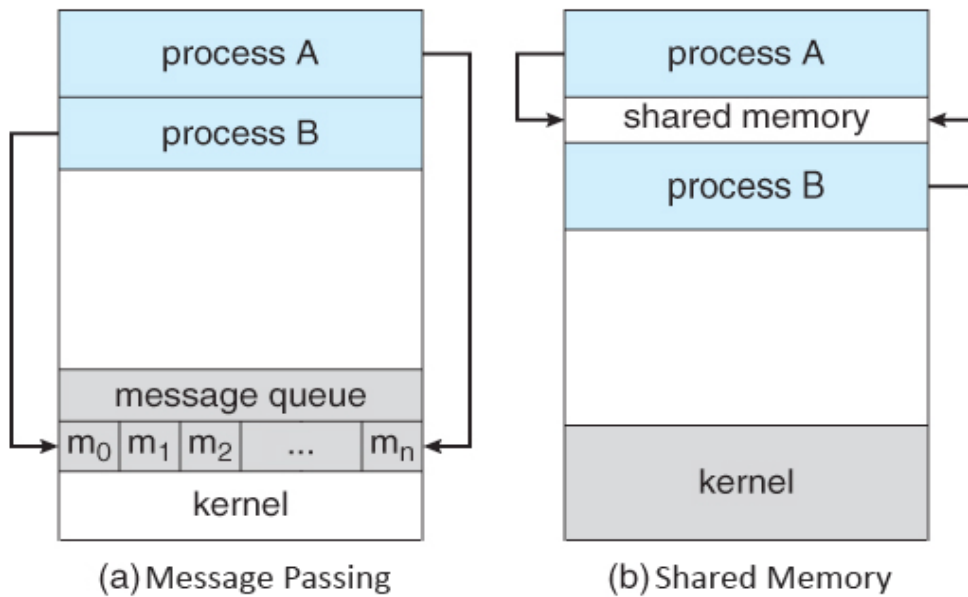 process A
process B
message queue
m₀ m₁ m₂ ... mₙ
kernel
(a) Message Passing
process A
shared memory
process B
kernel
(b) Shared Memory